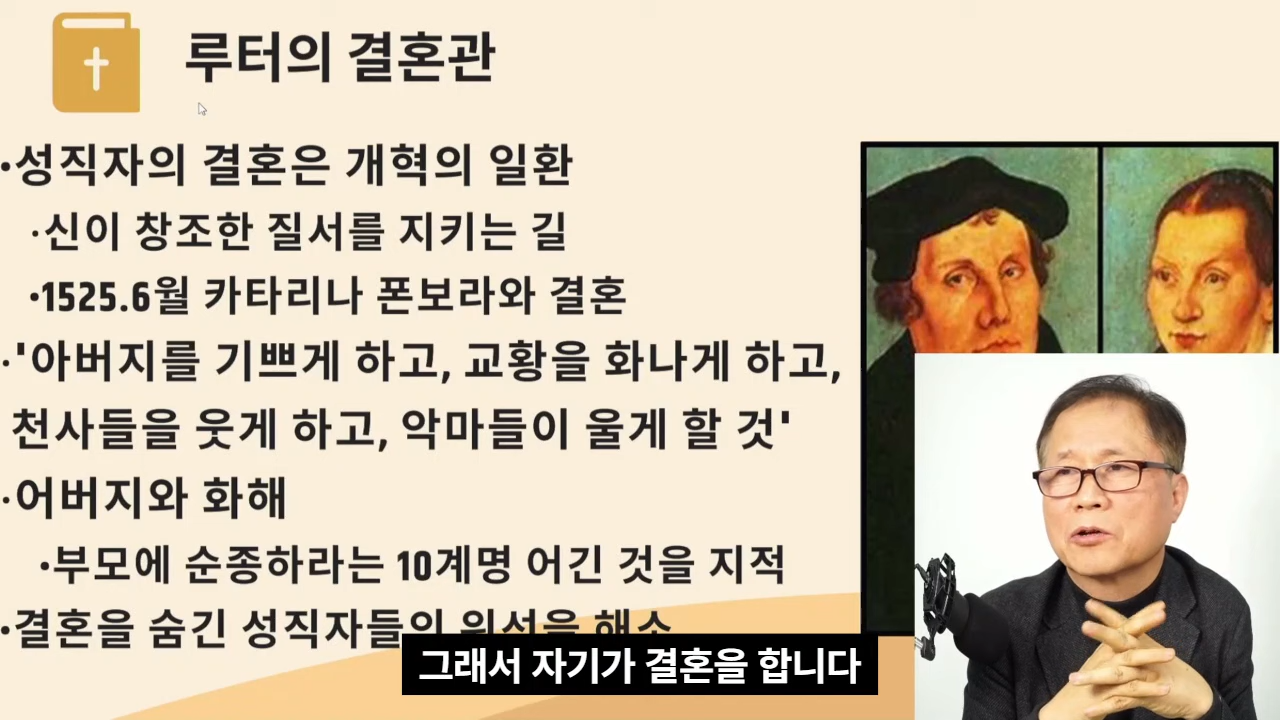 루터의 결혼관
•성직자의 결혼은 개혁의 일환
·신이 창조한 질서를 지키는 길
•1525.6월 카타리나 폰보라와 결혼
·'아버지를 기쁘게 하고, 교황을 화나게 하고,
천사들을 웃게 하고, 악마들이 울게 할 것'
·어버지와 화해
•부모에 순종하라는 10계명 어긴 것을 지적
•결혼을 숨긴 성직자들의 위선을 해소
그래서 자기가 결혼을 합니다